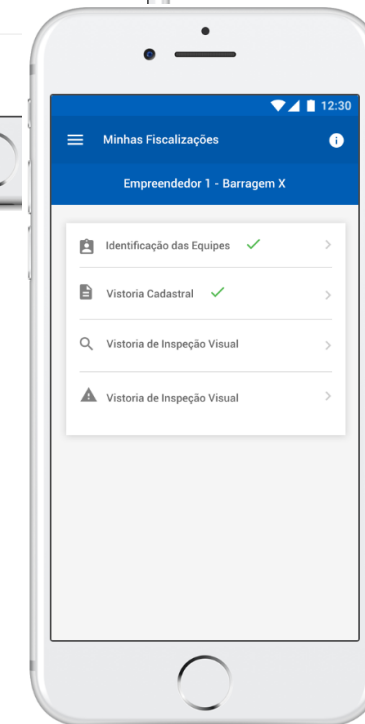 12:30
Minhas Fiscalizações
Empreendedor 1 - Barragem X
Identificação das Equipes
Vistoria Cadastral
Vistoria de Inspeção Visual
Vistoria de Inspeção Visual